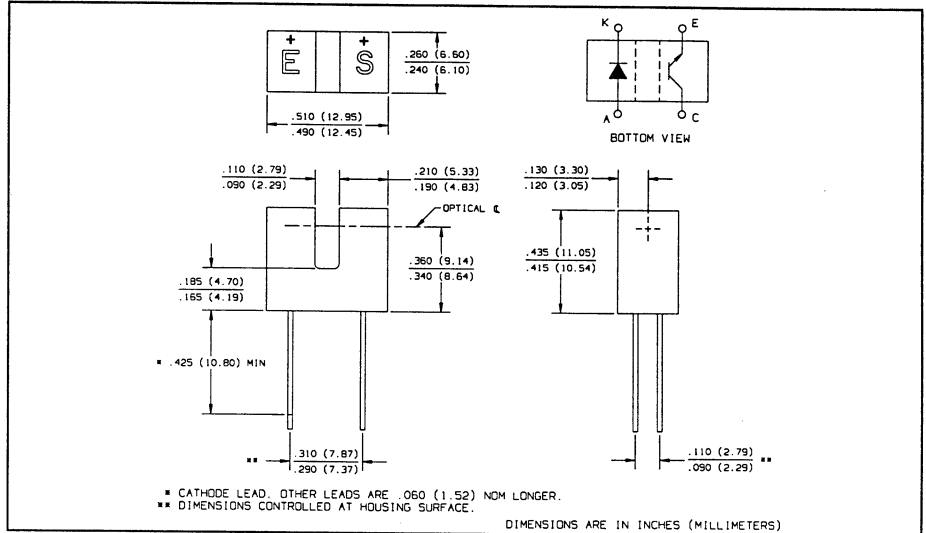 K
E
+ +
E S
.260 (6.60)
.240 (6.10)
A
C
BOTTOM VIEW
.510 (12.95)
.490 (12.45)
.110 (2.79)
.090 (2.29)
.210 (5.33)
.190 (4.83)
.130 (3.30)
.120 (3.05)
OPTICAL ℄
.360 (9.14)
.340 (8.64)
.435 (11.05)
.415 (10.54)
.185 (4.70)
.165 (4.19)
* .425 (10.80) MIN
** .310 (7.87)
.290 (7.37)
.110 (2.79) **
.090 (2.29)
* CATHODE LEAD. OTHER LEADS ARE .060 (1.52) NOM LONGER.
** DIMENSIONS CONTROLLED AT HOUSING SURFACE.
DIMENSIONS ARE IN INCHES (MILLIMETERS)